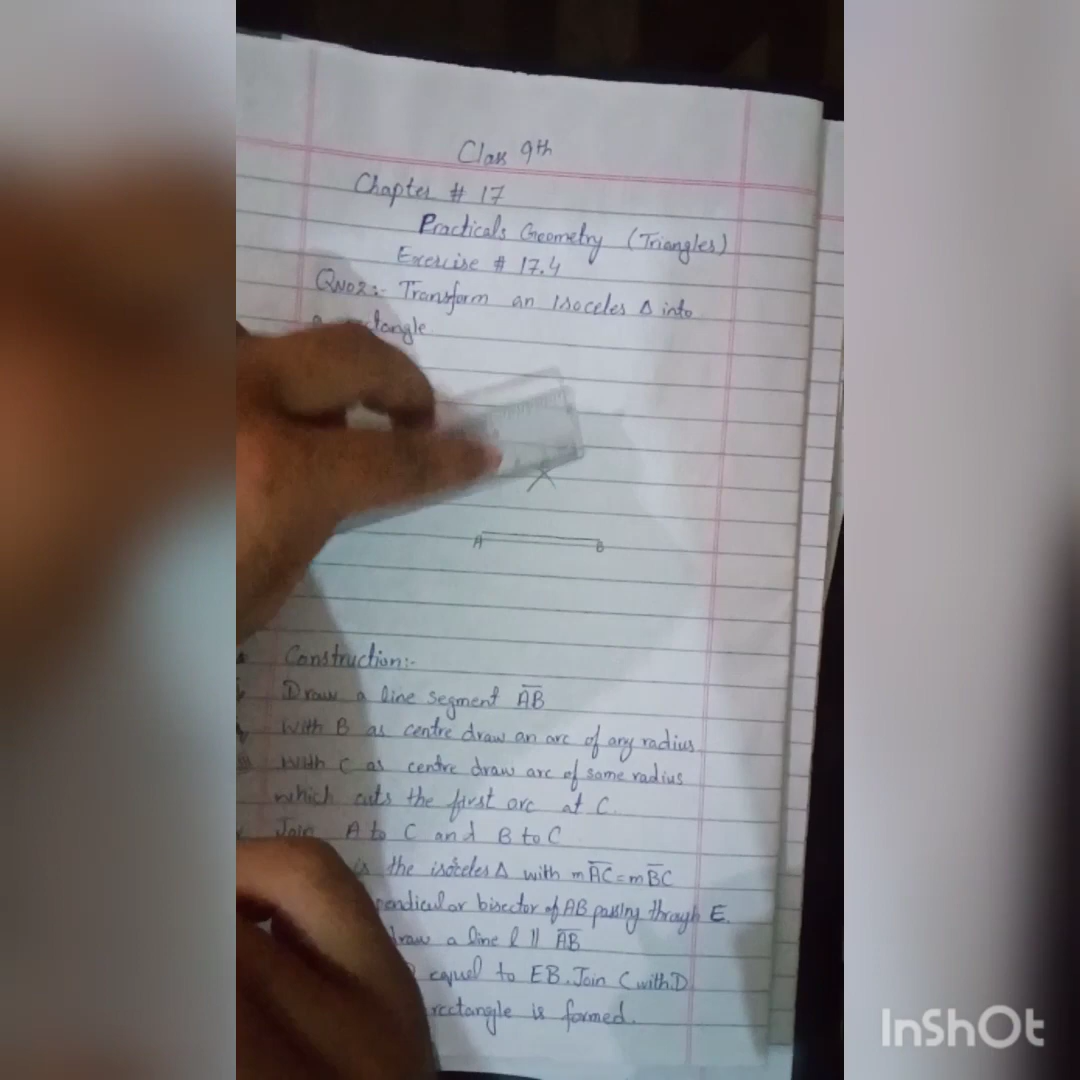 Class 9th
Chapter # 17
Practicals Geometry (Triangles)
Exercise # 17.4
QNo2:- Transform an isoceles Δ into
A B
Construction:-
Draw a line segment AB
With B as centre draw an arc of any radius.
With C as centre draw arc of same radius
which cuts the first arc at C.
Join A to C and B to C.
is the isoceles Δ with mAC=mBC
bisector of AB passing through E.
draw a line l || AB
equel to EB. Join C with D
rectangle is formed.
InShOt